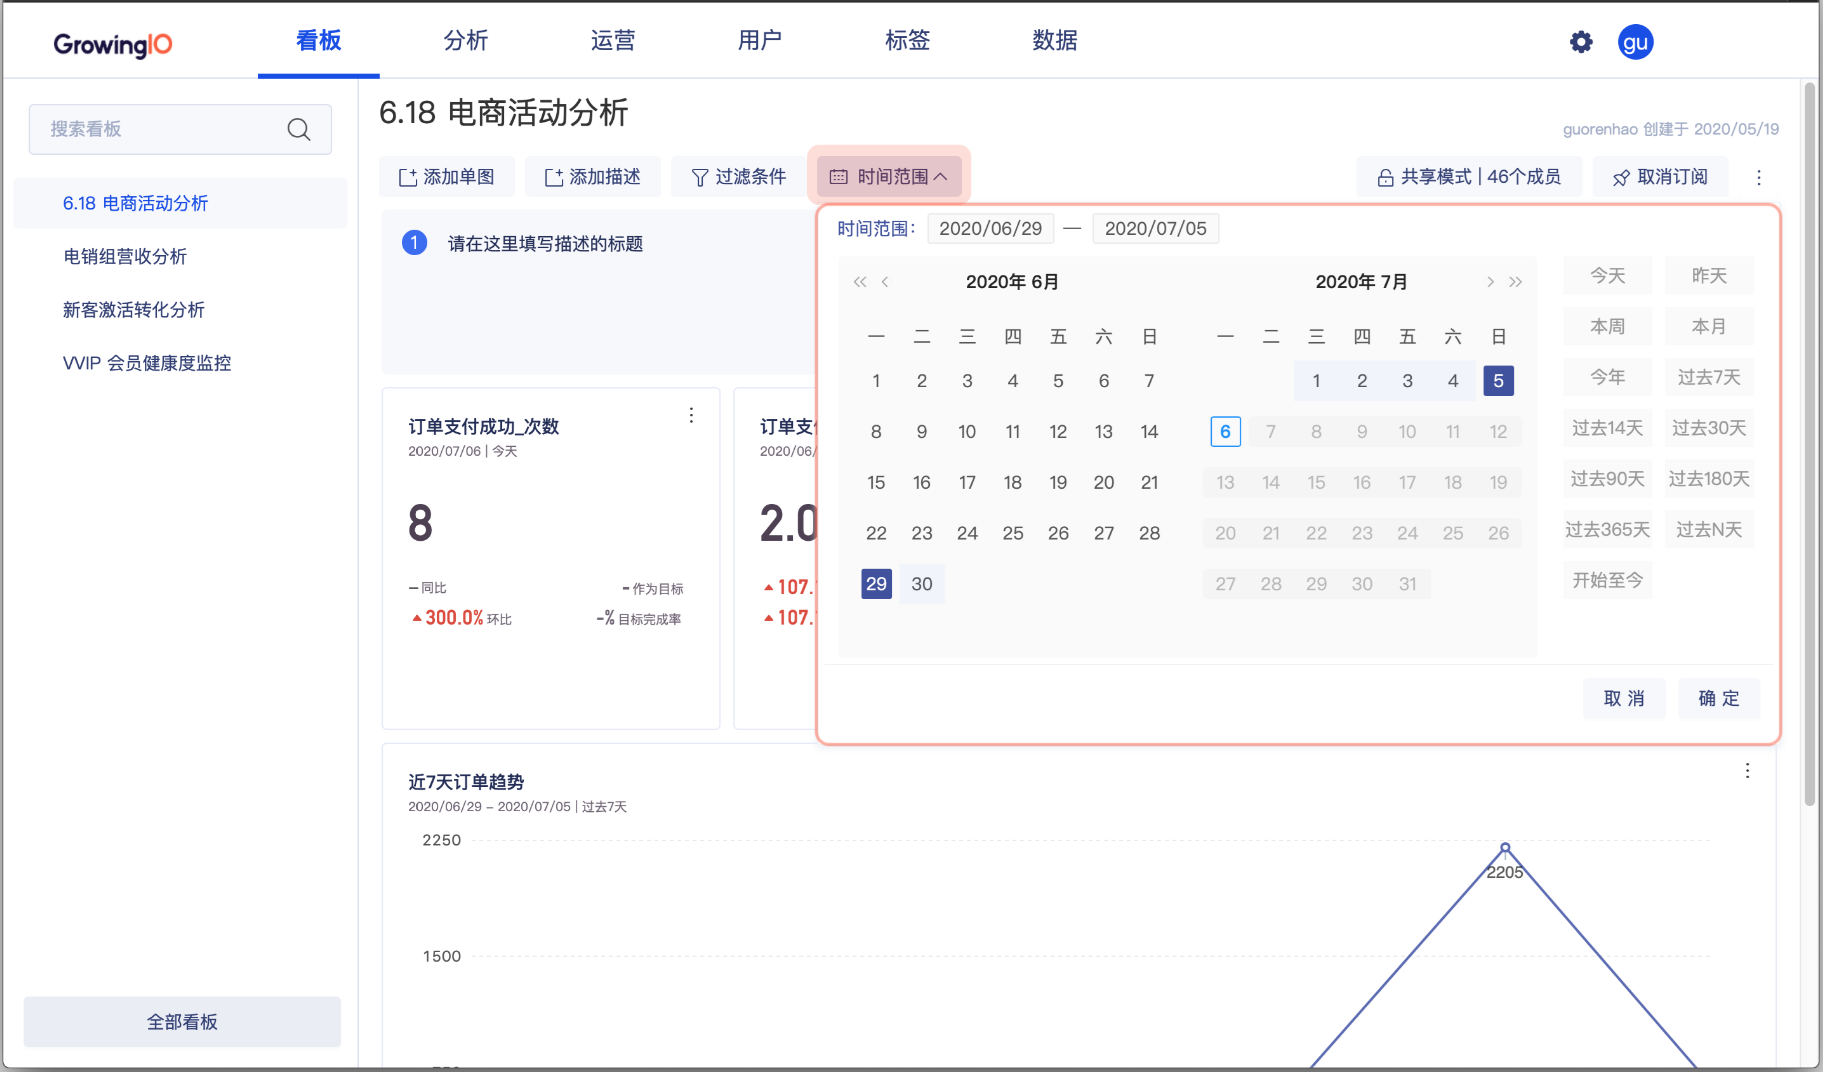 GrowingIO
看板 分析 运营 用户 标签 数据
gu
搜索看板
6.18 电商活动分析
电销组营收分析
新客激活转化分析
VVIP 会员健康度监控
全部看板
6.18 电商活动分析
guorenhao 创建于 2020/05/19
添加单图 添加描述 过滤条件 时间范围 共享模式 | 46个成员 取消订阅
1 请在这里填写描述的标题
时间范围: 2020/06/29 — 2020/07/05
2020年 6月
一 二 三 四 五 六 日
1 2 3 4 5 6 7
8 9 10 11 12 13 14
15 16 17 18 19 20 21
22 23 24 25 26 27 28
29 30
2020年 7月
一 二 三 四 五 六 日
1 2 3 4 5
6 7 8 9 10 11 12
13 14 15 16 17 18 19
20 21 22 23 24 25 26
27 28 29 30 31
今天 昨天
本周 本月
今年 过去7天
过去14天 过去30天
过去90天 过去180天
过去365天 过去N天
开始至今
取 消 确 定
订单支付成功_次数
2020/07/06 | 今天
8
– 同比 - 作为目标
300.0% 环比 -% 目标完成率
订单支
2020/06/
2.0
107.
107.
近7天订单趋势
2020/06/29 - 2020/07/05 | 过去7天
2250
2205
1500